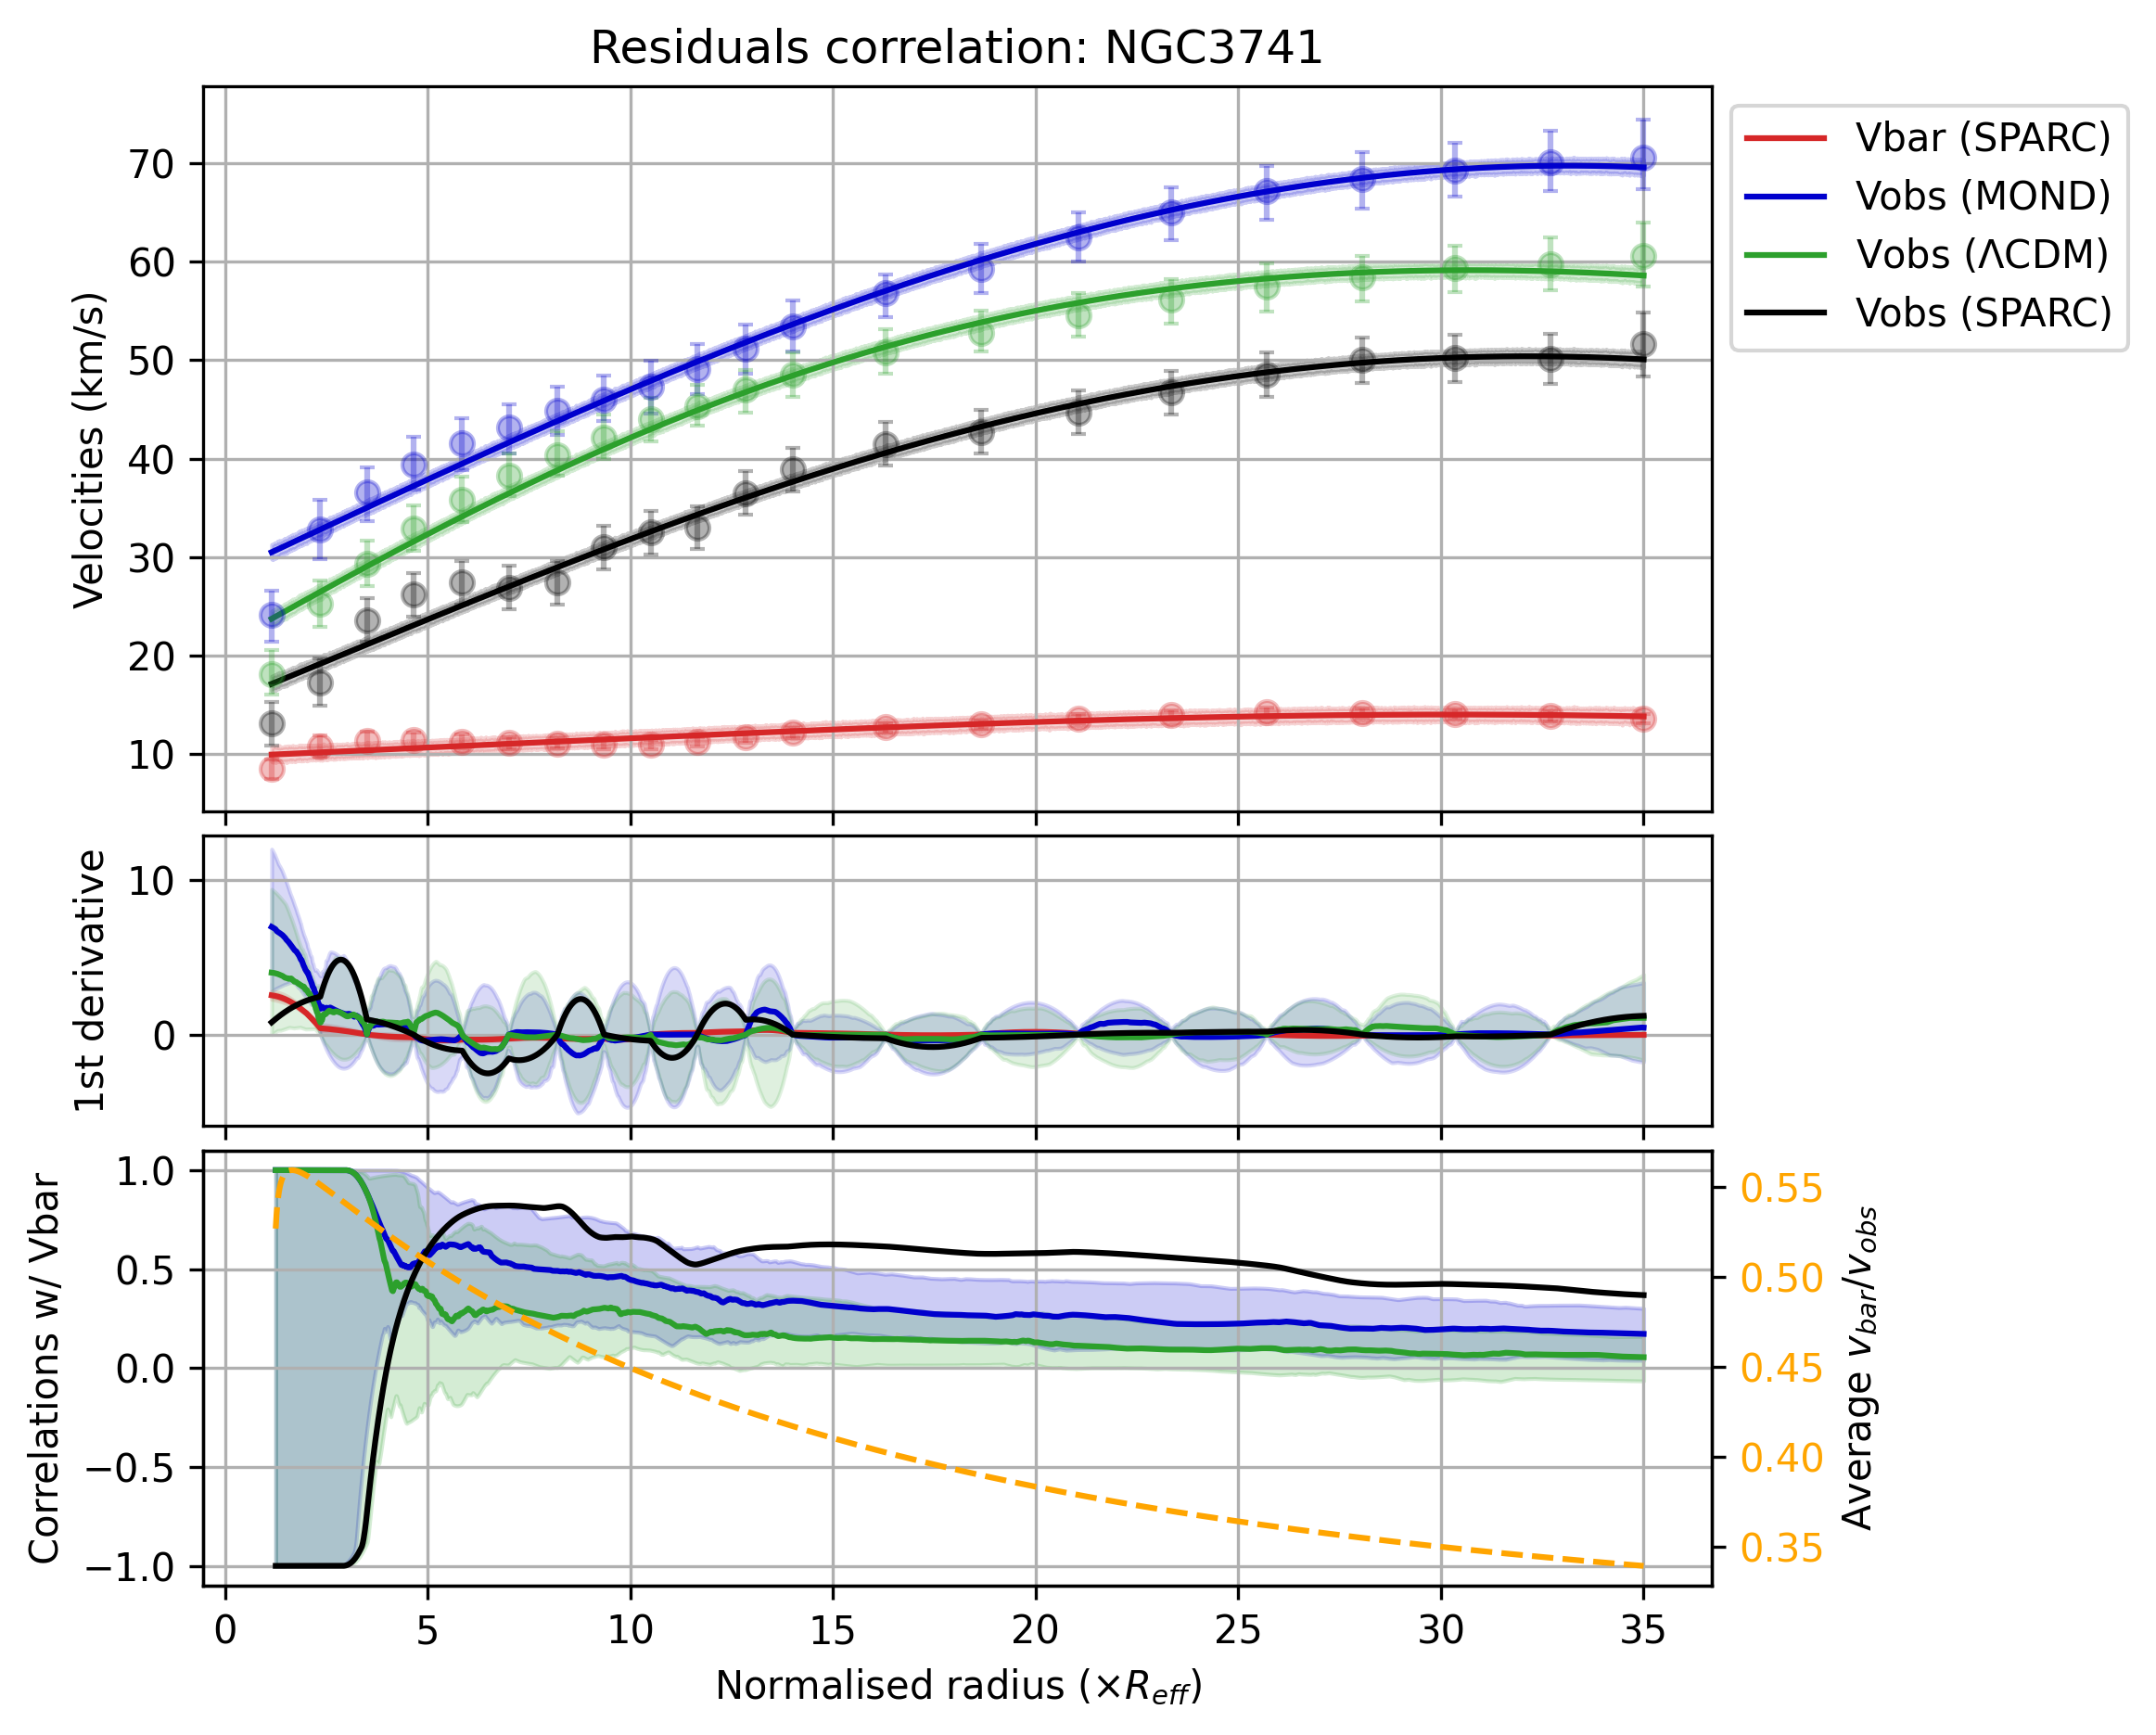 Residuals correlation: NGC3741
Velocities (km/s)
70
60
50
40
30
20
10
Vbar (SPARC)
Vobs (MOND)
Vobs (ΛCDM)
Vobs (SPARC)
1st derivative
10
0
Correlations w/ Vbar
1.0
0.5
0.0
−0.5
−1.0
0.55
0.50
0.45
0.40
0.35
Average v_bar/v_obs
0 5 10 15 20 25 30 35
Normalised radius (×R_eff)